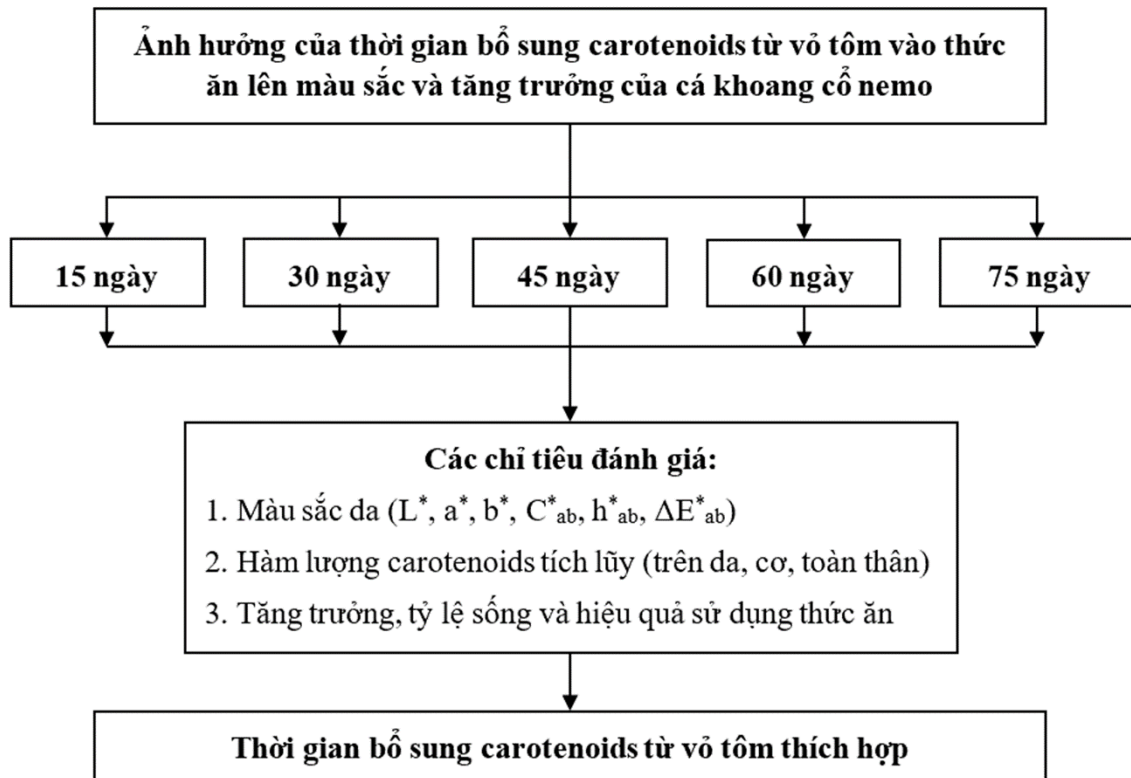 Ảnh hưởng của thời gian bổ sung carotenoids từ vỏ tôm vào thức
ăn lên màu sắc và tăng trưởng của cá khoang cổ nemo
15 ngày
30 ngày
45 ngày
60 ngày
75 ngày
Các chỉ tiêu đánh giá:
1. Màu sắc da (L*, a*, b*, C*ab, h*ab, ΔE*ab)
2. Hàm lượng carotenoids tích lũy (trên da, cơ, toàn thân)
3. Tăng trưởng, tỷ lệ sống và hiệu quả sử dụng thức ăn
Thời gian bổ sung carotenoids từ vỏ tôm thích hợp